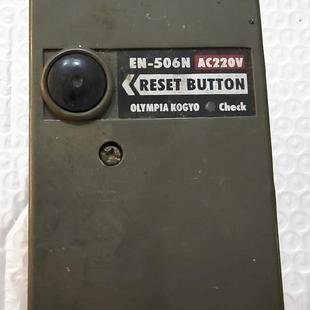 EN-506N AC220V
RESET BUTTON
OLYMPIA KOGYO Check